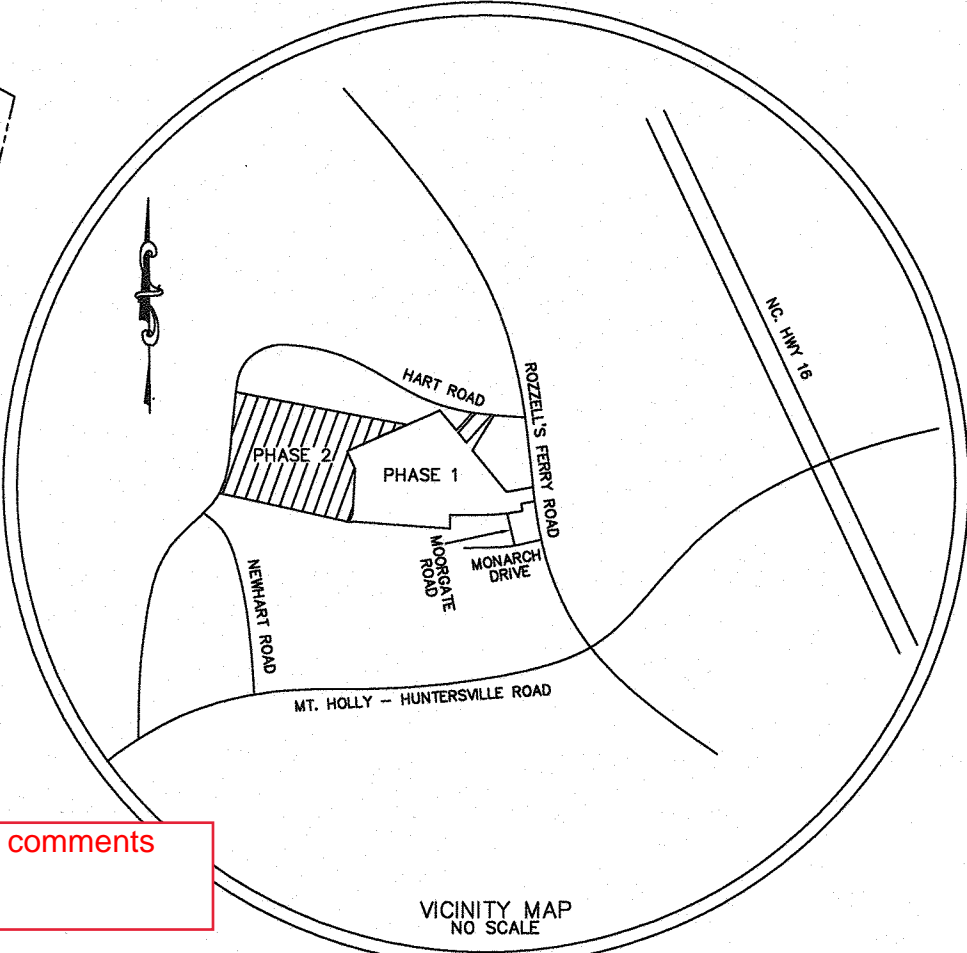 NC. HWY 16
HART ROAD
ROZZELL'S FERRY ROAD
PHASE 2
PHASE 1
MOORGATE
ROAD
MONARCH
DRIVE
NEWHART ROAD
MT. HOLLY – HUNTERSVILLE ROAD
comments
VICINITY MAP
NO SCALE